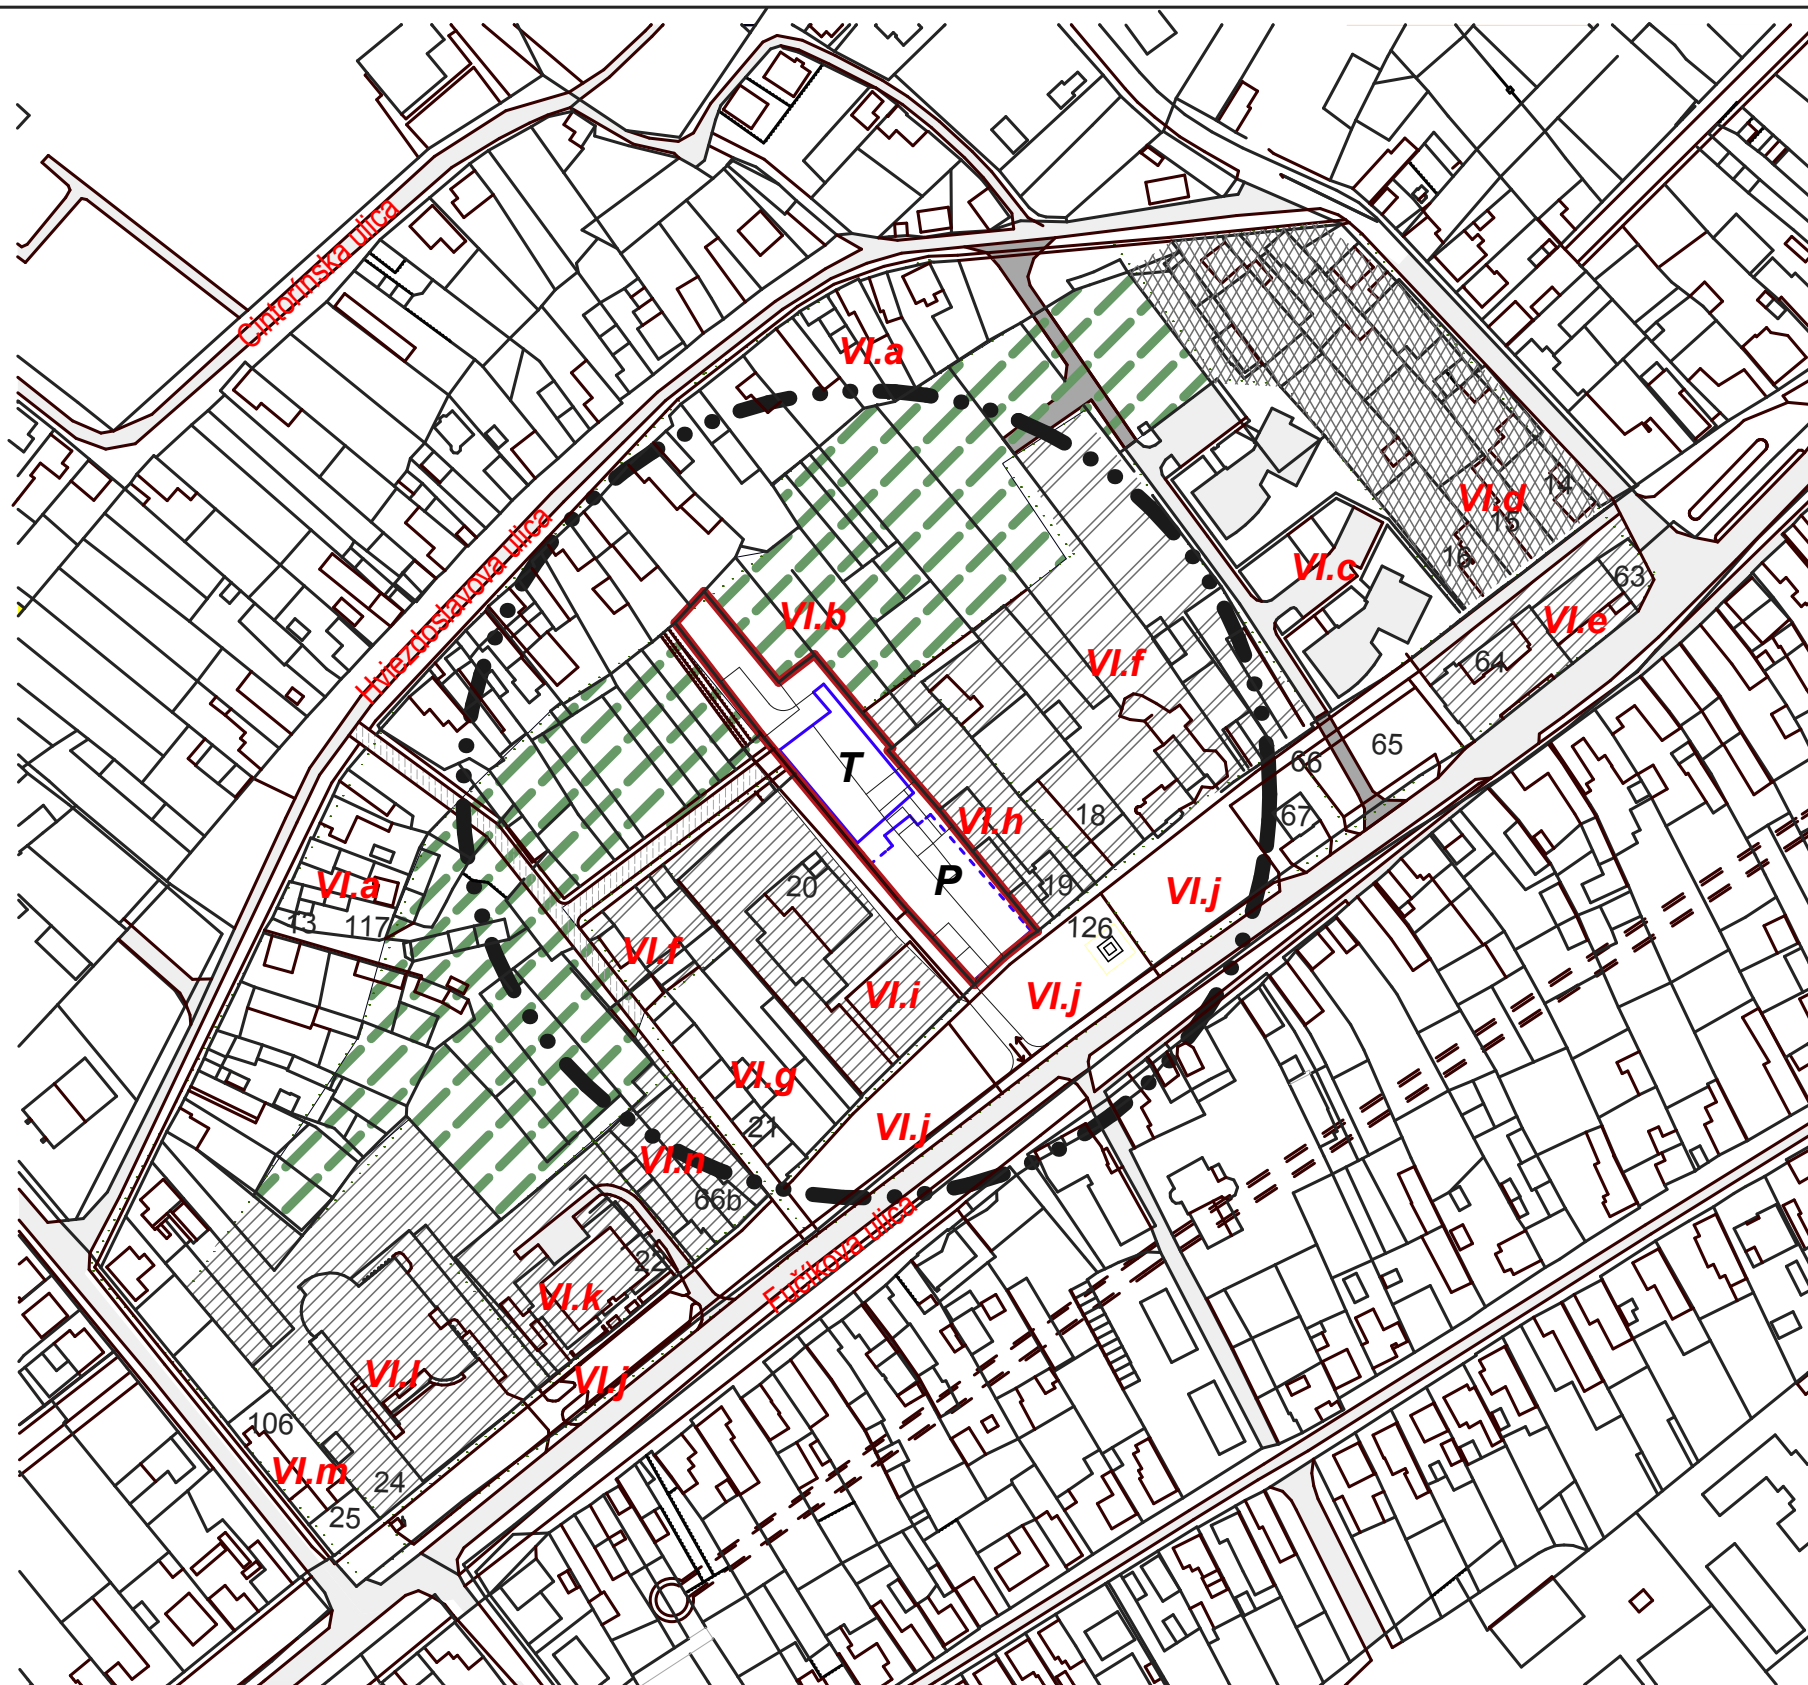 Cintorínska ulica
VI.a
Hviezdoslavova ulica
VI.d
14
15
16
VI.c
63
VI.e
VI.b
64
VI.f
65
66
T
67
18
VI.h
P
19
20
VI.a
13
117
VI.j
126
VI.f
VI.i
VI.j
VI.g
21
VI.j
VI.n
66b
22
Fučíkova ulica
VI.k
VI.l
VI.j
106
VI.m
24
25